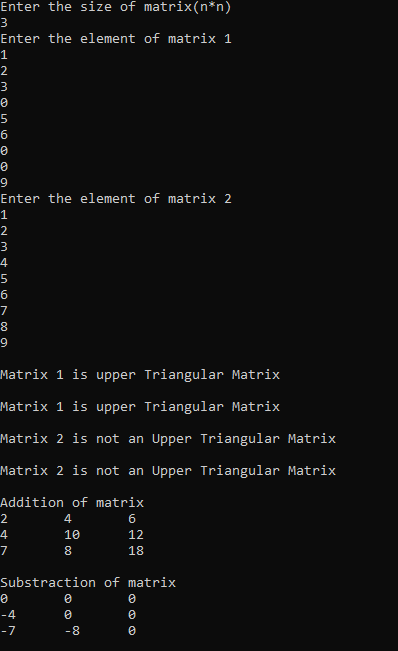 Enter the size of matrix(n*n)
3
Enter the element of matrix 1
1
2
3
0
5
6
0
0
9
Enter the element of matrix 2
1
2
3
4
5
6
7
8
9
Matrix 1 is upper Triangular Matrix
Matrix 1 is upper Triangular Matrix
Matrix 2 is not an Upper Triangular Matrix
Matrix 2 is not an Upper Triangular Matrix
Addition of matrix
2 4 6
4 10 12
7 8 18
Substraction of matrix
0 0 0
-4 0 0
-7 -8 0